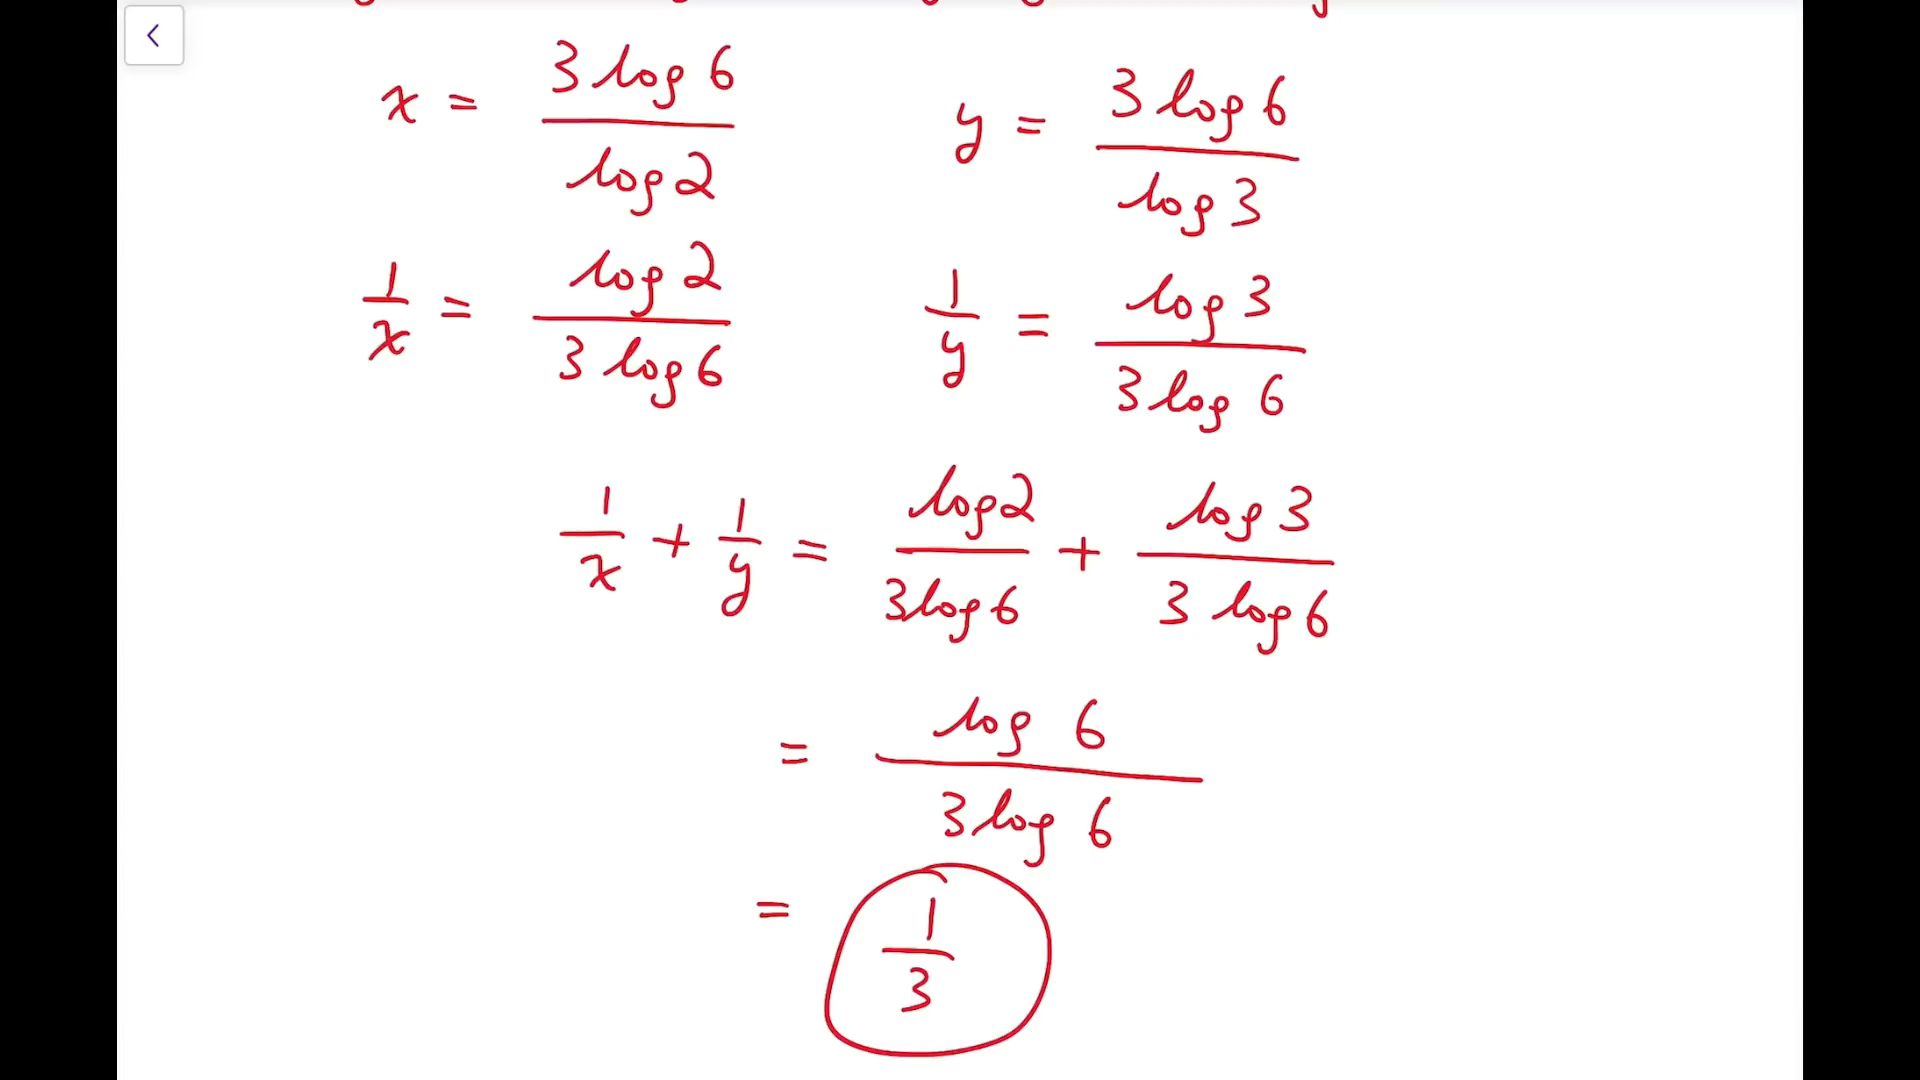 x = 3 log 6 / log 2    y = 3 log 6 / log 3
1/x = log 2 / 3 log 6    1/y = log 3 / 3 log 6
1/x + 1/y = log 2 / 3 log 6 + log 3 / 3 log 6
= log 6 / 3 log 6
= 1/3